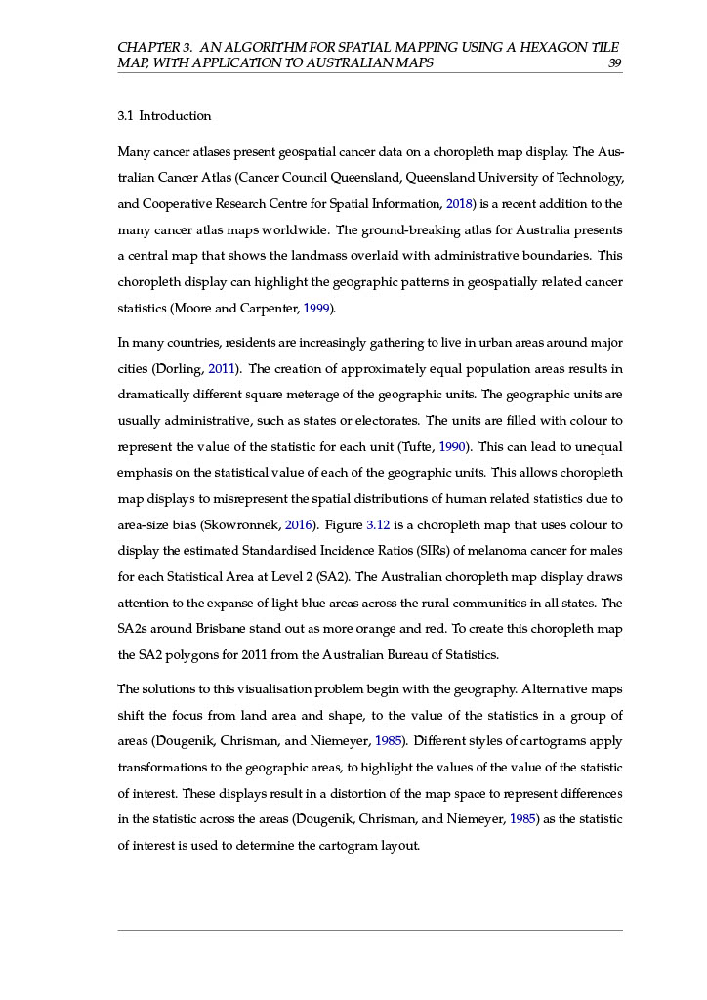 CHAPTER 3. AN ALGORITHM FOR SPATIAL MAPPING USING A HEXAGON TILE
MAP, WITH APPLICATION TO AUSTRALIAN MAPS 39
3.1 Introduction
Many cancer atlases present geospatial cancer data on a choropleth map display. The Aus-
tralian Cancer Atlas (Cancer Council Queensland, Queensland University of Technology,
and Cooperative Research Centre for Spatial Information, 2018) is a recent addition to the
many cancer atlas maps worldwide. The ground-breaking atlas for Australia presents
a central map that shows the landmass overlaid with administrative boundaries. This
choropleth display can highlight the geographic patterns in geospatially related cancer
statistics (Moore and Carpenter, 1999).
In many countries, residents are increasingly gathering to live in urban areas around major
cities (Dorling, 2011). The creation of approximately equal population areas results in
dramatically different square meterage of the geographic units. The geographic units are
usually administrative, such as states or electorates. The units are filled with colour to
represent the value of the statistic for each unit (Tufte, 1990). This can lead to unequal
emphasis on the statistical value of each of the geographic units. This allows choropleth
map displays to misrepresent the spatial distributions of human related statistics due to
area-size bias (Skowronnek, 2016). Figure 3.12 is a choropleth map that uses colour to
display the estimated Standardised Incidence Ratios (SIRs) of melanoma cancer for males
for each Statistical Area at Level 2 (SA2). The Australian choropleth map display draws
attention to the expanse of light blue areas across the rural communities in all states. The
SA2s around Brisbane stand out as more orange and red. To create this choropleth map
the SA2 polygons for 2011 from the Australian Bureau of Statistics.
The solutions to this visualisation problem begin with the geography. Alternative maps
shift the focus from land area and shape, to the value of the statistics in a group of
areas (Dougenik, Chrisman, and Niemeyer, 1985). Different styles of cartograms apply
transformations to the geographic areas, to highlight the values of the value of the statistic
of interest. These displays result in a distortion of the map space to represent differences
in the statistic across the areas (Dougenik, Chrisman, and Niemeyer, 1985) as the statistic
of interest is used to determine the cartogram layout.